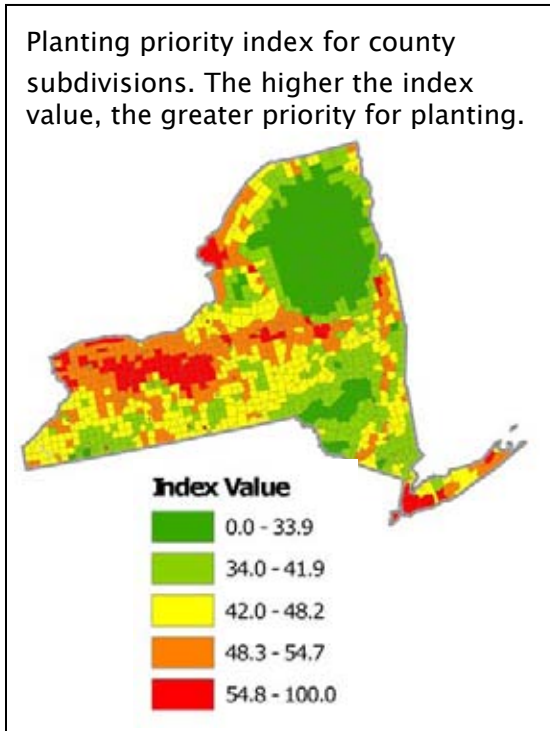 Planting priority index for county
subdivisions. The higher the index
value, the greater priority for planting.
Index Value
0.0 - 33.9
34.0 - 41.9
42.0 - 48.2
48.3 - 54.7
54.8 - 100.0